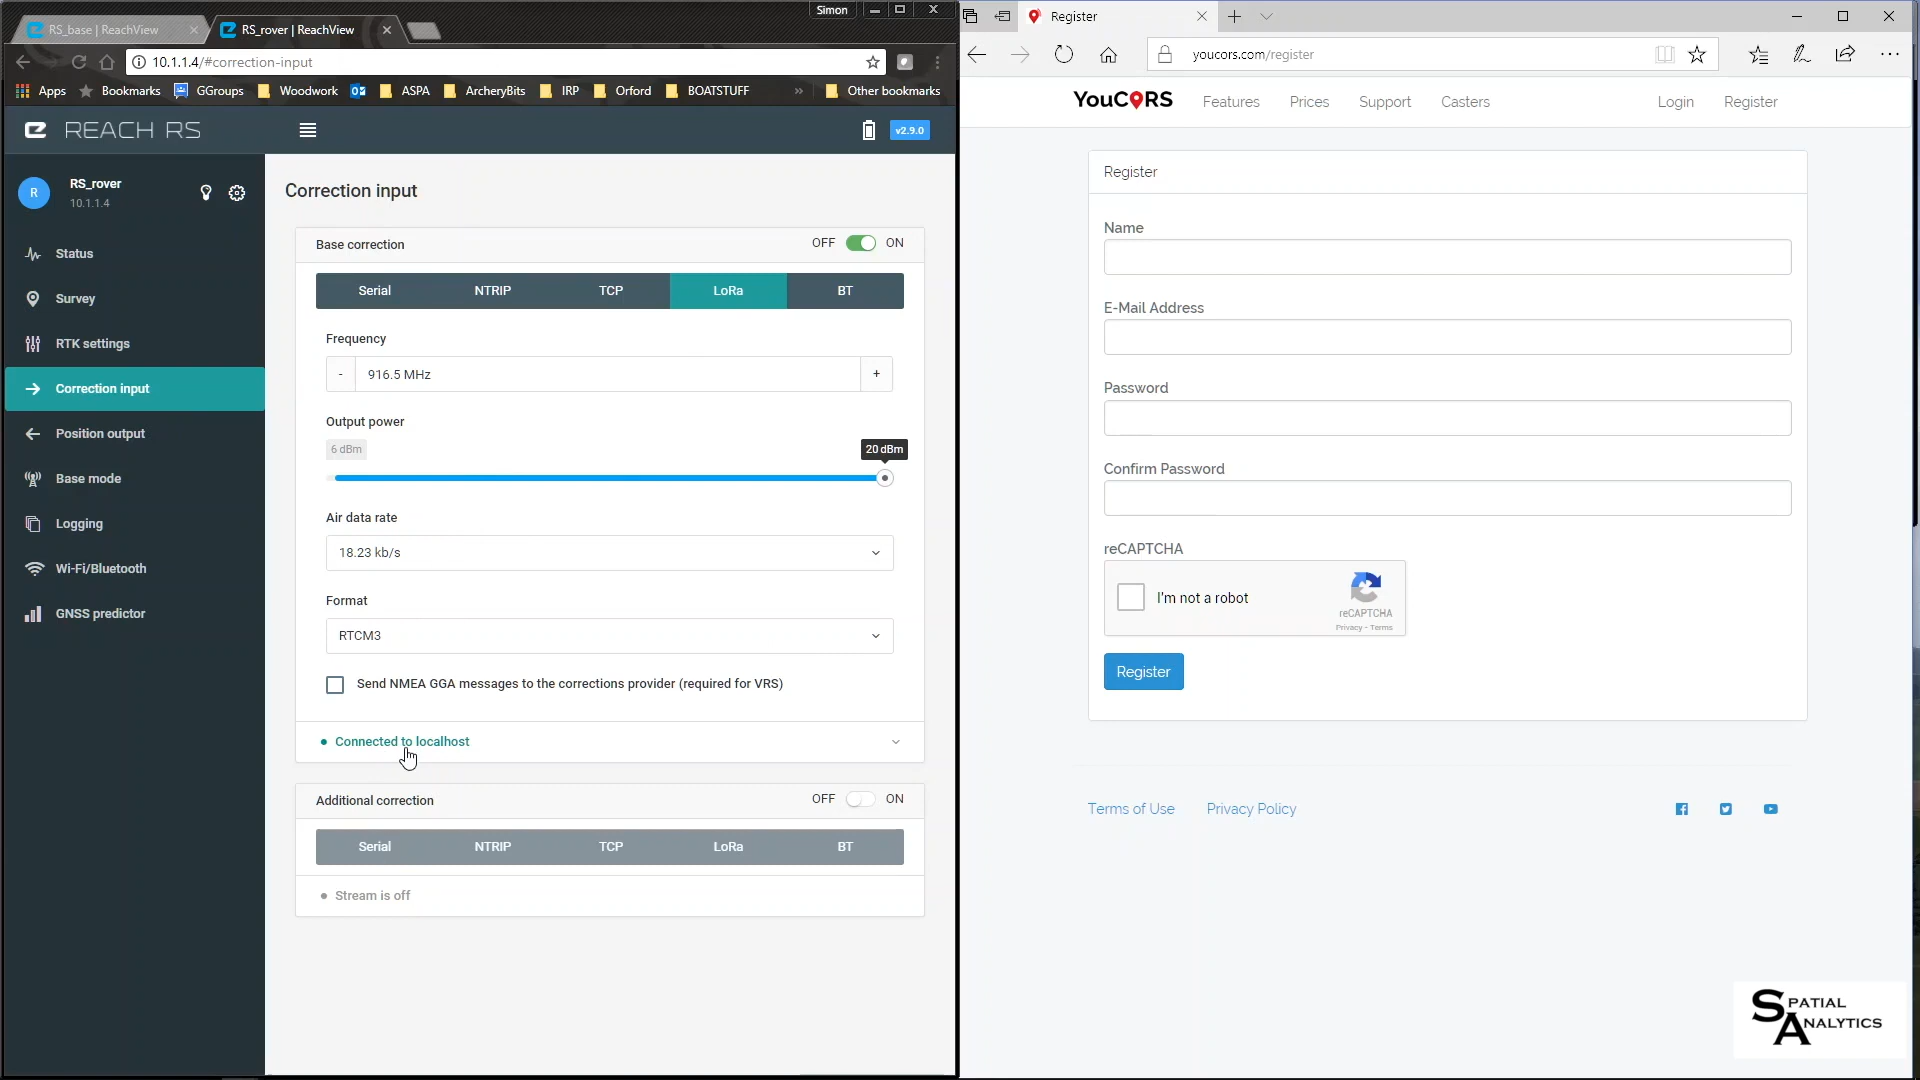 RS_base | ReachView
RS_rover | ReachView
Simon
10.1.1.4/#correction-input
Apps
Bookmarks
GGroups
Woodwork
ASPA
ArcheryBits
IRP
Orford
BOATSTUFF
»
Other bookmarks
REACH RS
v2.9.0
R
RS_rover
10.1.1.4
Status
Survey
RTK settings
Correction input
Position output
Base mode
Logging
Wi-Fi/Bluetooth
GNSS predictor
Correction input
Base correction
OFF
ON
Serial
NTRIP
TCP
LoRa
BT
Frequency
-
916.5 MHz
+
Output power
6 dBm
20 dBm
Air data rate
18.23 kb/s
Format
RTCM3
Send NMEA GGA messages to the corrections provider (required for VRS)
Connected to localhost
Additional correction
OFF
ON
Serial
NTRIP
TCP
LoRa
BT
Stream is off
Register
youcors.com/register
YouCORS
Features
Prices
Support
Casters
Login
Register
Register
Name
E-Mail Address
Password
Confirm Password
reCAPTCHA
I'm not a robot
reCAPTCHA
Privacy - Terms
Register
Terms of Use
Privacy Policy
SPATIAL
ANALYTICS